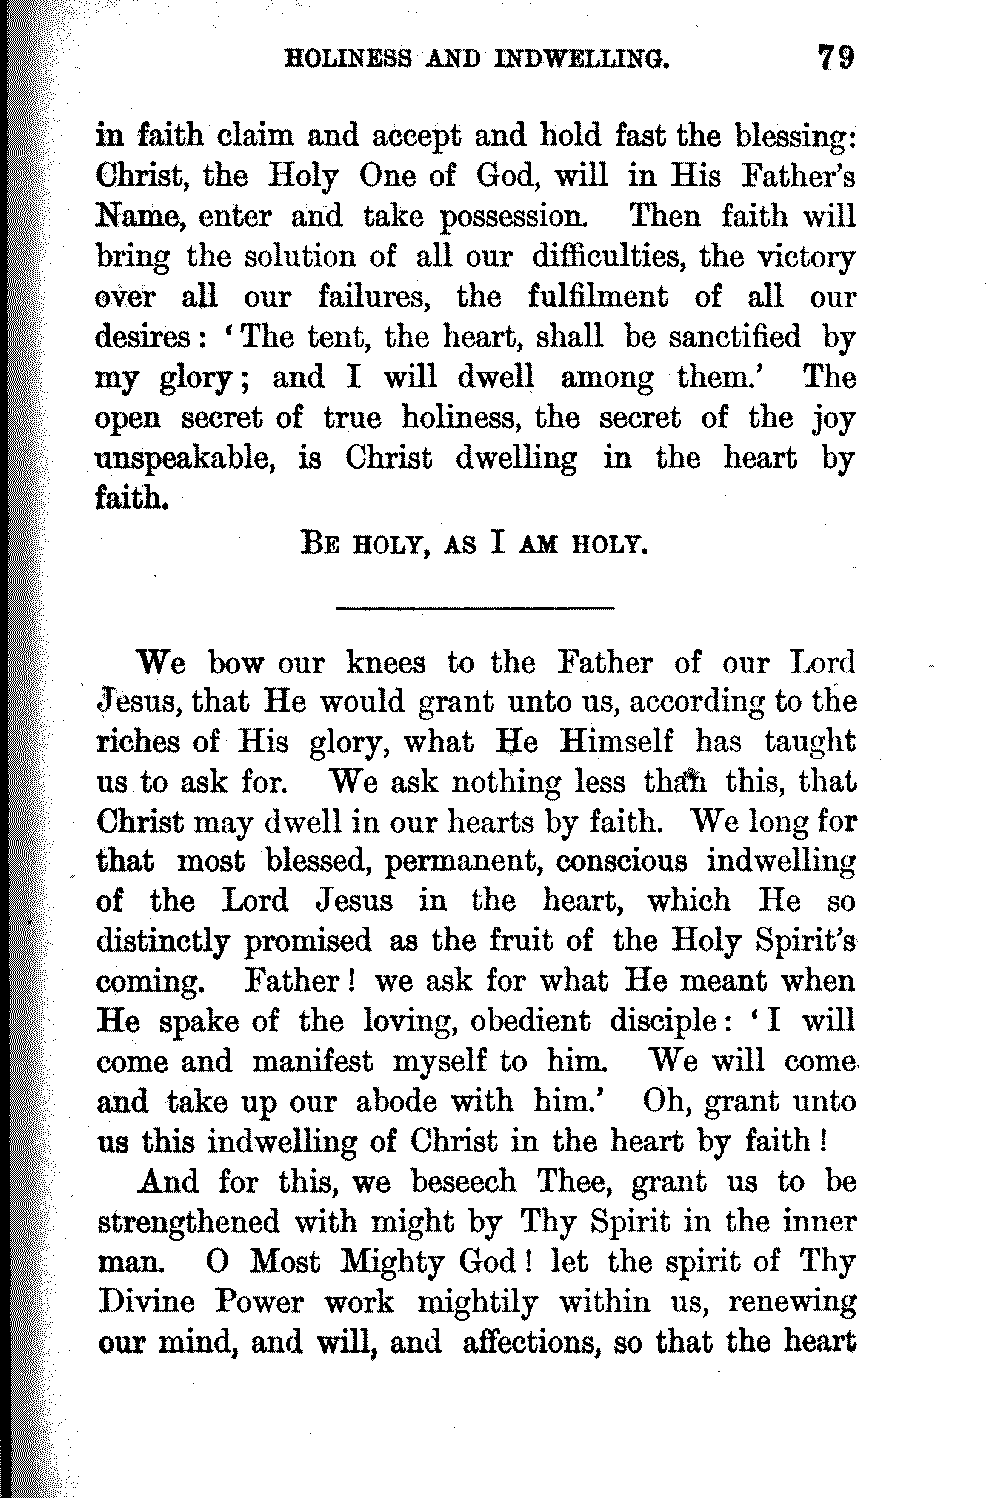 HOLINESS AND INDWELLING. 79
in faith claim and accept and hold fast the blessing:
Christ, the Holy One of God, will in His Father's
Name, enter and take possession. Then faith will
bring the solution of all our difficulties, the victory
over all our failures, the fulfilment of all our
desires: ‘The tent, the heart, shall be sanctified by
my glory; and I will dwell among them.’ The
open secret of true holiness, the secret of the joy
unspeakable, is Christ dwelling in the heart by
faith.
BE HOLY, AS I AM HOLY.
We bow our knees to the Father of our Lord
Jesus, that He would grant unto us, according to the
riches of His glory, what He Himself has taught
us to ask for. We ask nothing less than this, that
Christ may dwell in our hearts by faith. We long for
that most blessed, permanent, conscious indwelling
of the Lord Jesus in the heart, which He so
distinctly promised as the fruit of the Holy Spirit's
coming. Father! we ask for what He meant when
He spake of the loving, obedient disciple: ‘I will
come and manifest myself to him. We will come
and take up our abode with him.’ Oh, grant unto
us this indwelling of Christ in the heart by faith!
And for this, we beseech Thee, grant us to be
strengthened with might by Thy Spirit in the inner
man. O Most Mighty God! let the spirit of Thy
Divine Power work mightily within us, renewing
our mind, and will, and affections, so that the heart